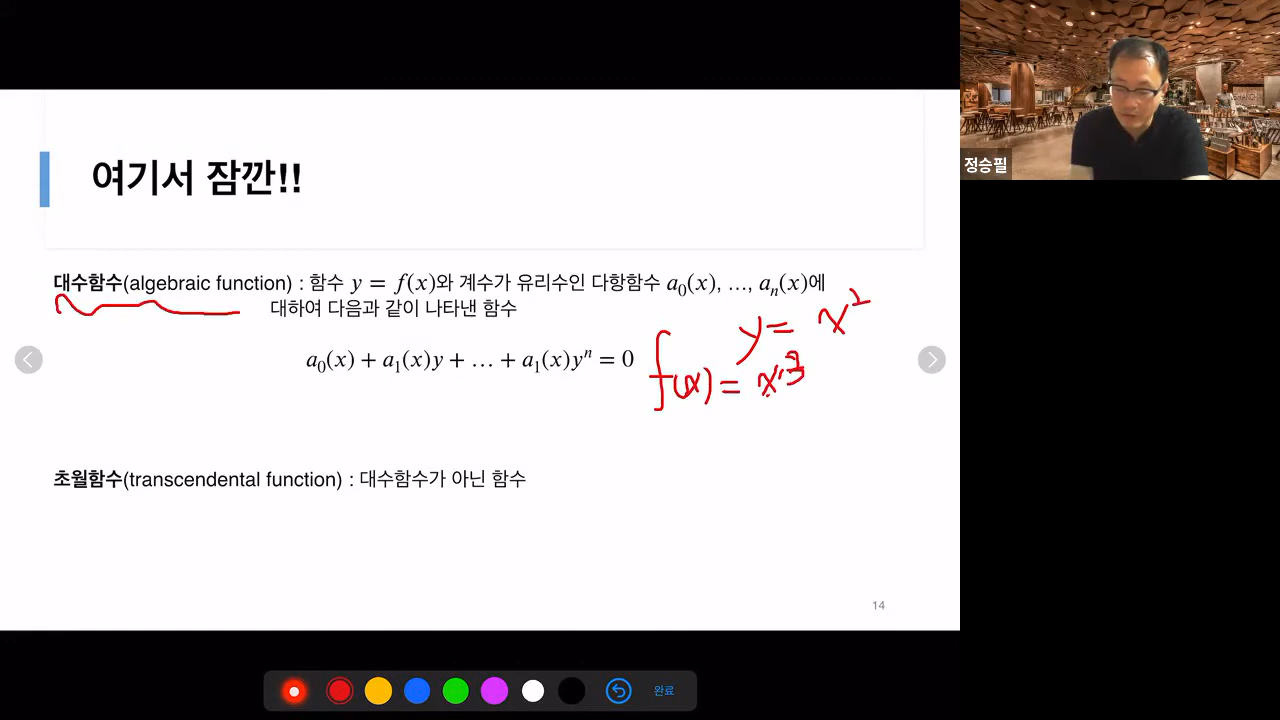 여기서 잠깐!!
대수함수(algebraic function) : 함수 y = f(x)와 계수가 유리수인 다항함수 a₀(x), …, aₙ(x)에
대하여 다음과 같이 나타낸 함수
y = x²
a₀(x) + a₁(x)y + … + a₁(x)yⁿ = 0
f(x) =
초월함수(transcendental function) : 대수함수가 아닌 함수
14
정승필
완료